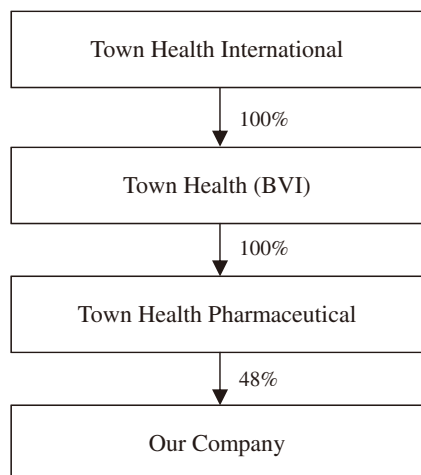 Town Health International
100%
Town Health (BVI)
100%
Town Health Pharmaceutical
48%
Our Company